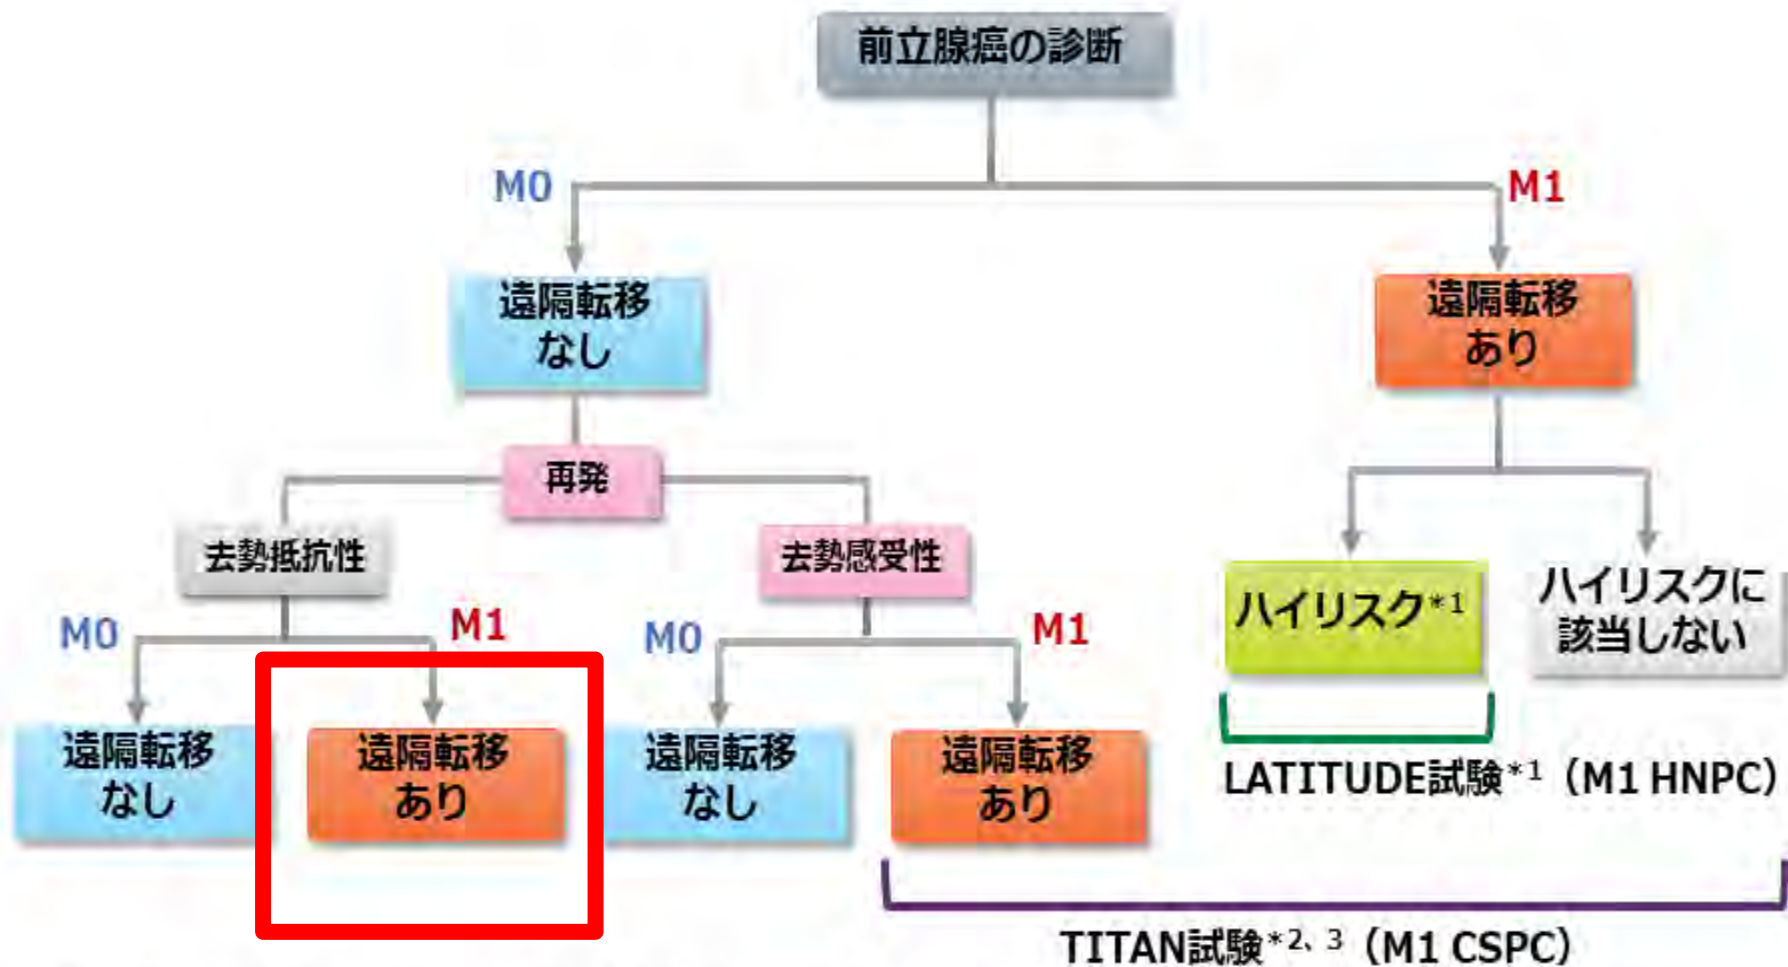 前立腺癌の診断
M0
M1
遠隔転移
なし
遠隔転移
あり
再発
去勢抵抗性
去勢感受性
ハイリスク*1
ハイリスクに
該当しない
M0
M1
M0
M1
遠隔転移
なし
遠隔転移
あり
遠隔転移
なし
遠隔転移
あり
LATITUDE試験*1（M1 HNPC）
TITAN試験*2、3（M1 CSPC）